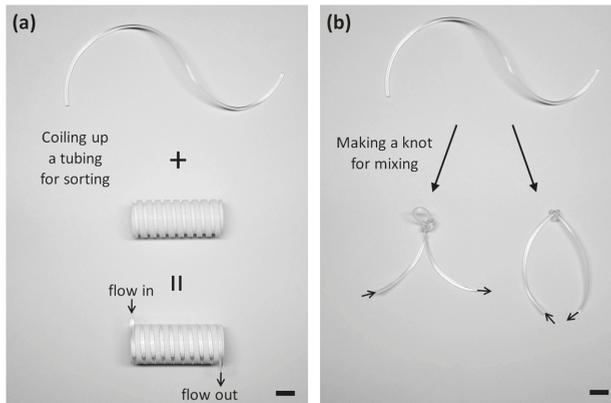 (a)
Coiling up
a tubing
for sorting
+
=
flow in
flow out
(b)
Making a knot
for mixing